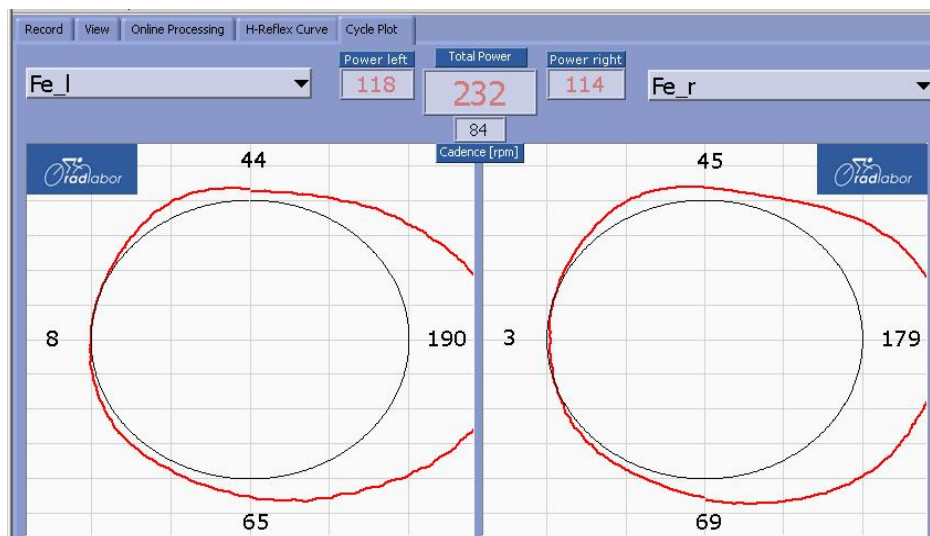 Record View Online Processing H-Reflex Curve Cycle Plot
Power left Total Power Power right
Fe_l 118 232 114 Fe_r
84
Cadence [rpm]
radlabor 44 45 radlabor
8 190 3 179
65 69